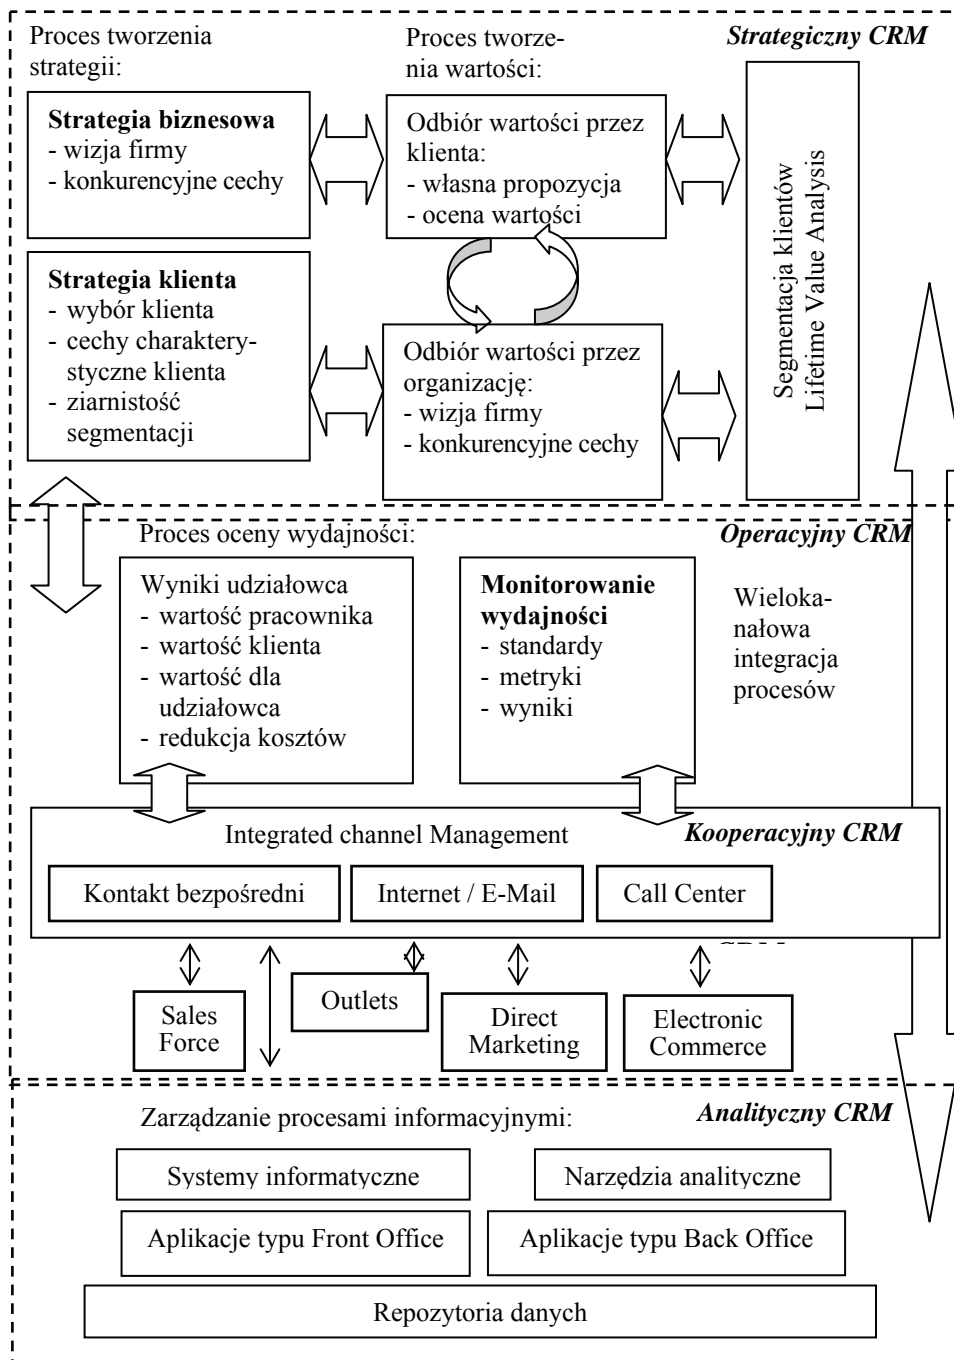 Proces tworzenia
strategii:
Proces tworze-
nia wartości:
Strategiczny CRM
Strategia biznesowa
- wizja firmy
- konkurencyjne cechy
Odbiór wartości przez
klienta:
- własna propozycja
- ocena wartości
Segmentacja klientów
Lifetime Value Analysis
Strategia klienta
- wybór klienta
- cechy charaktery-
styczne klienta
- ziarnistość
segmentacji
Odbiór wartości przez
organizację:
- wizja firmy
- konkurencyjne cechy
Proces oceny wydajności:
Operacyjny CRM
Wyniki udziałowca
- wartość pracownika
- wartość klienta
- wartość dla
udziałowca
- redukcja kosztów
Monitorowanie
wydajności
- standardy
- metryki
- wyniki
Wieloka-
nałowa
integracja
procesów
Integrated channel Management
Kooperacyjny CRM
Kontakt bezpośredni
Internet / E-Mail
Call Center
Sales
Force
Outlets
Direct
Marketing
Electronic
Commerce
Zarządzanie procesami informacyjnymi:
Analityczny CRM
Systemy informatyczne
Narzędzia analityczne
Aplikacje typu Front Office
Aplikacje typu Back Office
Repozytoria danych